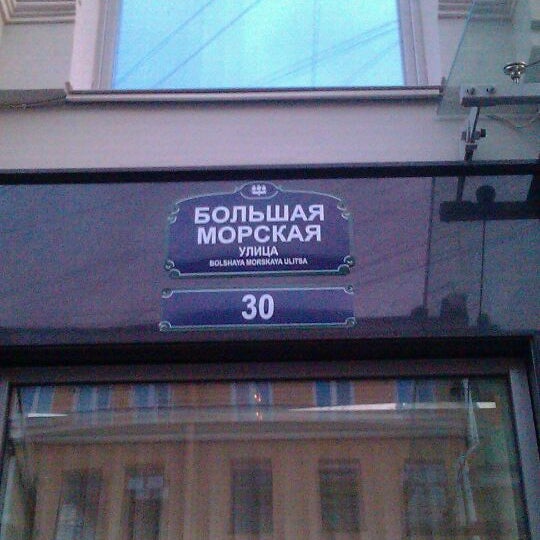 БОЛЬШАЯ
МОРСКАЯ
УЛИЦА
BOLSHAYA MORSKAYA ULITSA
30